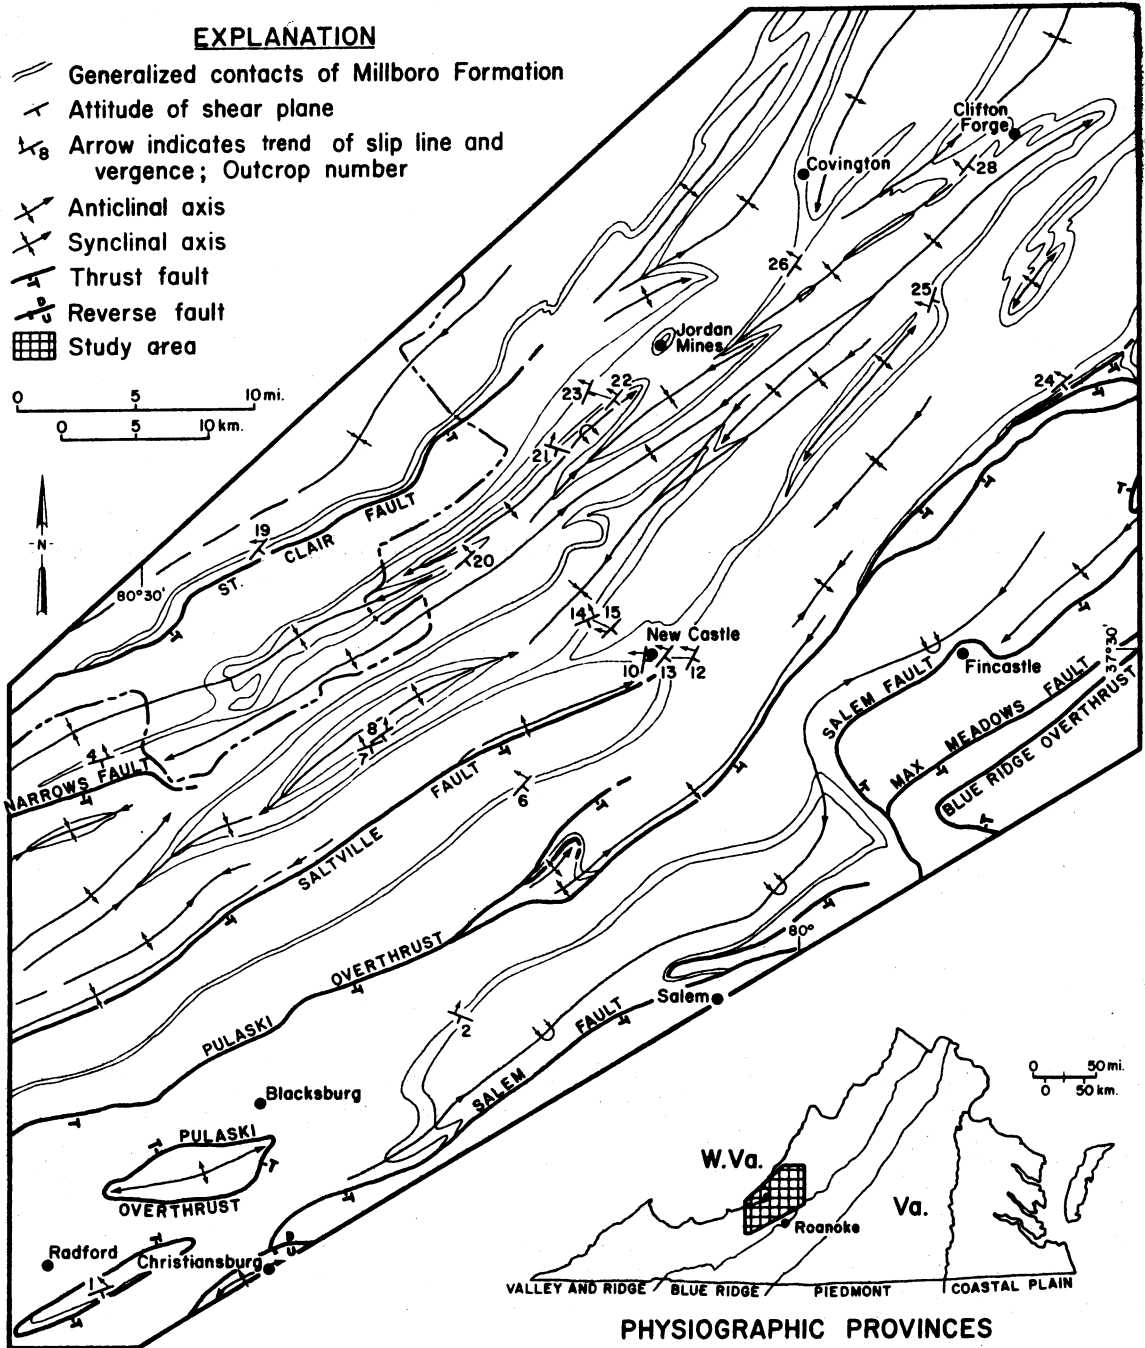 EXPLANATION
Generalized contacts of Millboro Formation
Attitude of shear plane
8 Arrow indicates trend of slip line and
vergence; Outcrop number
Anticlinal axis
Synclinal axis
Thrust fault
D
U Reverse fault
Study area
0 5 10 mi.
0 5 10 km.
-N-
Clifton
Forge
28
Covington
26
25
Jordan
Mines
23 22
24
21
19
ST. CLAIR FAULT
20
80°30'
14 15
New Castle
10 13 12
37°30'
Fincastle
SALEM FAULT
MAX MEADOWS FAULT
BLUE RIDGE OVERTHRUST
4
8
7
NARROWS FAULT
6
SALTVILLE FAULT
80°
PULASKI OVERTHRUST
Salem
2
SALEM FAULT
Blacksburg
PULASKI
OVERTHRUST
Radford
Christiansburg
D
U
1
0 50 mi.
0 50 km.
W.Va.
Va.
Roanoke
VALLEY AND RIDGE BLUE RIDGE PIEDMONT COASTAL PLAIN
PHYSIOGRAPHIC PROVINCES